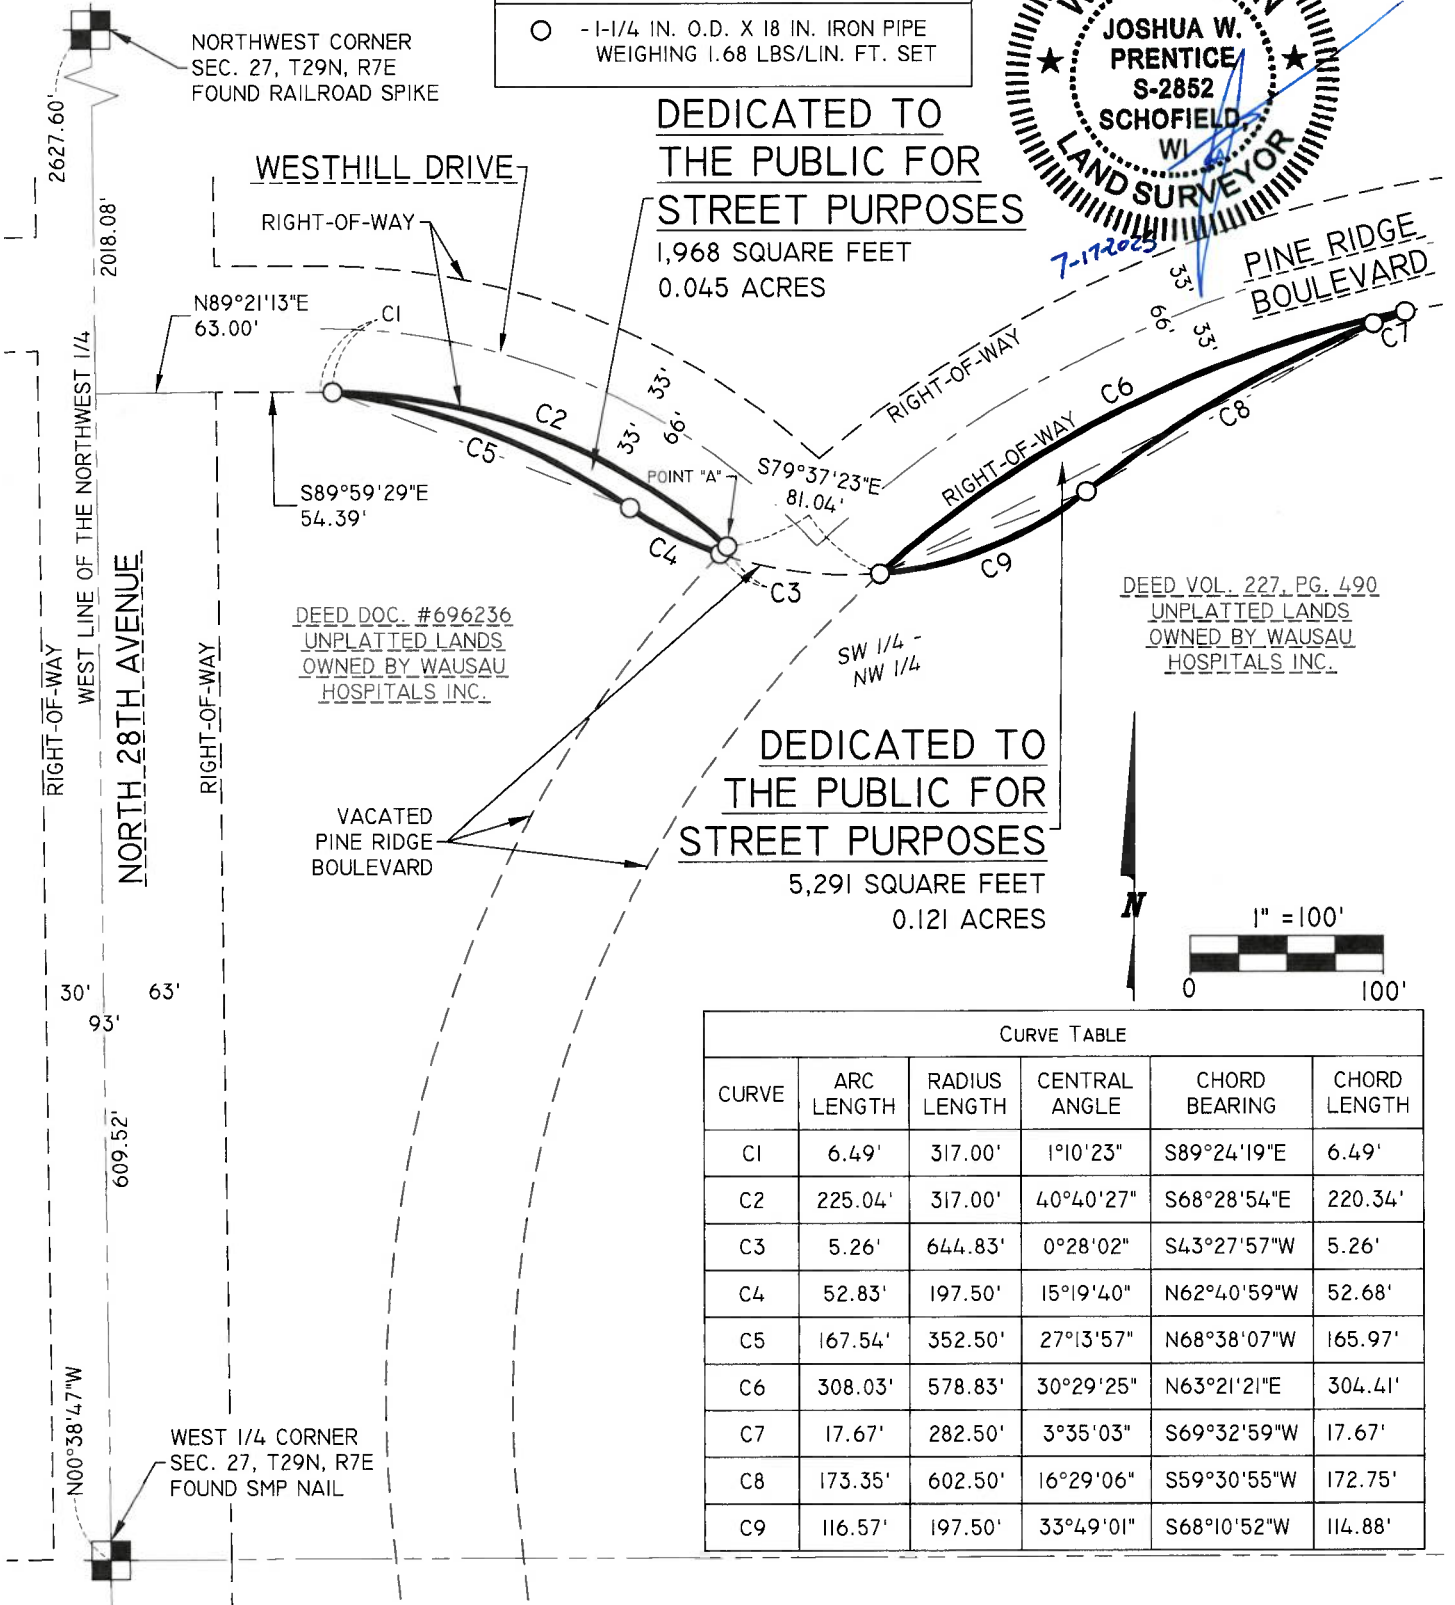 - 1-1/4 IN. O.D. X 18 IN. IRON PIPE
WEIGHING 1.68 LBS/LIN. FT. SET
NORTHWEST CORNER
SEC. 27, T29N, R7E
FOUND RAILROAD SPIKE
JOSHUA W.
PRENTICE
S-2852
SCHOFIELD,
WI
LAND SURVEYOR
7-17-2025
2627.60'
2018.08'
WESTHILL DRIVE
RIGHT-OF-WAY
DEDICATED TO
THE PUBLIC FOR
STREET PURPOSES
1,968 SQUARE FEET
0.045 ACRES
PINE RIDGE
BOULEVARD
33'
66'
33'
N89°21'13"E
63.00'
C1
RIGHT-OF-WAY
C7
C6
C8
RIGHT-OF-WAY
C2
C5
33'
66'
33'
POINT "A"
S79°37'23"E
81.04'
S89°59'29"E
54.39'
C4
C3
C9
WEST LINE OF THE NORTHWEST 1/4
NORTH 28TH AVENUE
RIGHT-OF-WAY
RIGHT-OF-WAY
DEED DOC. #696236
UNPLATTED LANDS
OWNED BY WAUSAU
HOSPITALS INC.
SW 1/4 -
NW 1/4
DEED VOL. 227, PG. 490
UNPLATTED LANDS
OWNED BY WAUSAU
HOSPITALS INC.
DEDICATED TO
THE PUBLIC FOR
STREET PURPOSES
5,291 SQUARE FEET
0.121 ACRES
VACATED
PINE RIDGE
BOULEVARD
N
1" =100'
0 100'
30' 63'
93'
609.52'
N00°38'47"W
WEST 1/4 CORNER
SEC. 27, T29N, R7E
FOUND SMP NAIL
CURVE TABLE
CURVE ARC LENGTH RADIUS LENGTH CENTRAL ANGLE CHORD BEARING CHORD LENGTH
C1 6.49' 317.00' 1°10'23" S89°24'19"E 6.49'
C2 225.04' 317.00' 40°40'27" S68°28'54"E 220.34'
C3 5.26' 644.83' 0°28'02" S43°27'57"W 5.26'
C4 52.83' 197.50' 15°19'40" N62°40'59"W 52.68'
C5 167.54' 352.50' 27°13'57" N68°38'07"W 165.97'
C6 308.03' 578.83' 30°29'25" N63°21'21"E 304.41'
C7 17.67' 282.50' 3°35'03" S69°32'59"W 17.67'
C8 173.35' 602.50' 16°29'06" S59°30'55"W 172.75'
C9 116.57' 197.50' 33°49'01" S68°10'52"W 114.88'